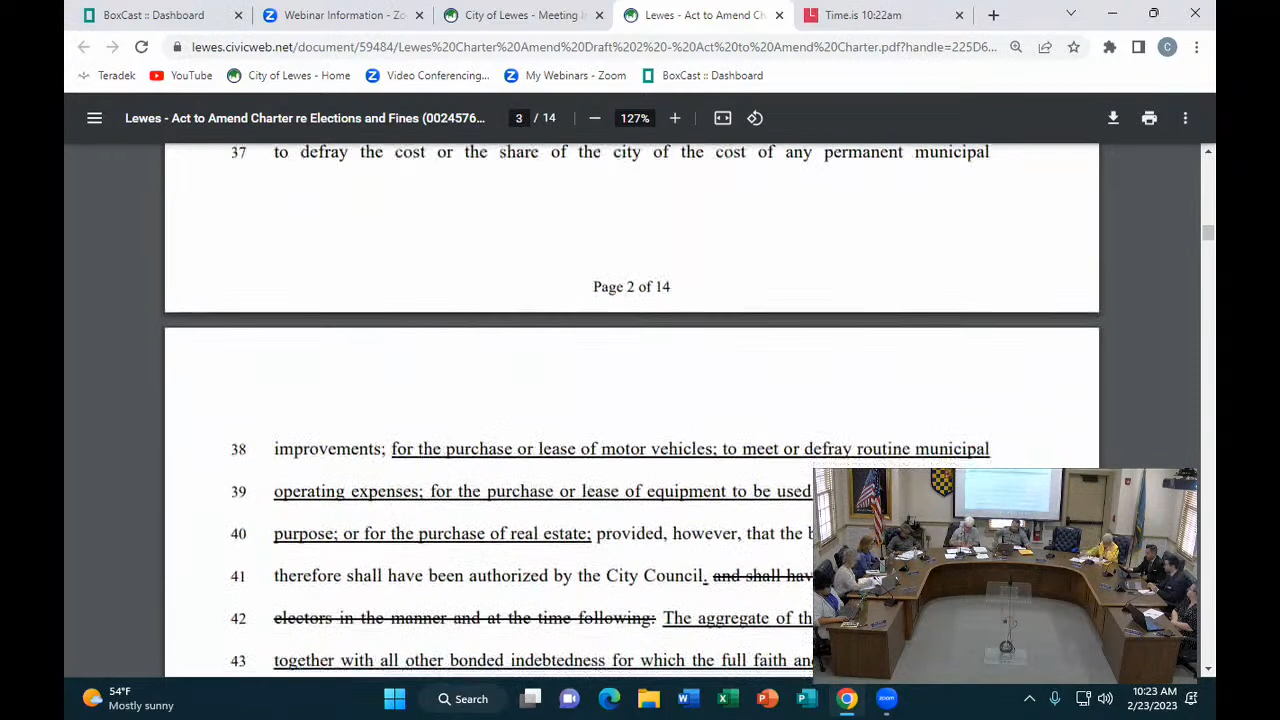 BoxCast :: Dashboard
Webinar Information - Zo
City of Lewes - Meeting
Lewes - Act to Amend Ch
Time.is 10:22am
lewes.civicweb.net/document/59484/Lewes%20Charter%20Amend%20Draft%202%20-%20Act%20to%20Amend%20Charter.pdf?handle=225D6...
C
Teradek
YouTube
City of Lewes - Home
Video Conferencing...
My Webinars - Zoom
BoxCast :: Dashboard
Lewes - Act to Amend Charter re Elections and Fines (0024576...
3 / 14
127%
37 to defray the cost or the share of the city of the cost of any permanent municipal
Page 2 of 14
38 improvements; for the purchase or lease of motor vehicles; to meet or defray routine municipal
39 operating expenses; for the purchase or lease of equipment to be used
40 purpose; or for the purchase of real estate; provided, however, that the b
41 therefore shall have been authorized by the City Council. and shall hav
42 electors in the manner and at the time following: The aggregate of th
43 together with all other bonded indebtedness for which the full faith an
54°F
Mostly sunny
Search
zoom
10:23 AM
2/23/2023